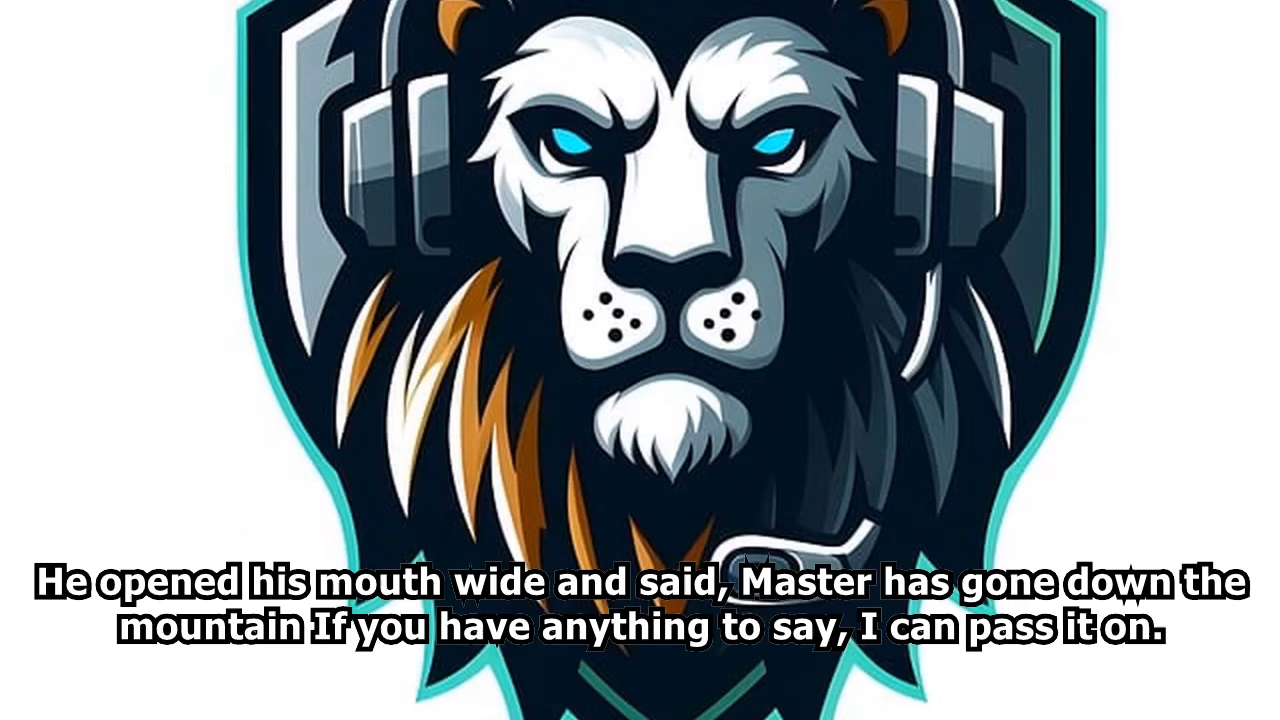 He opened his mouth wide and said, Master has gone down the
mountain If you have anything to say, I can pass it on.